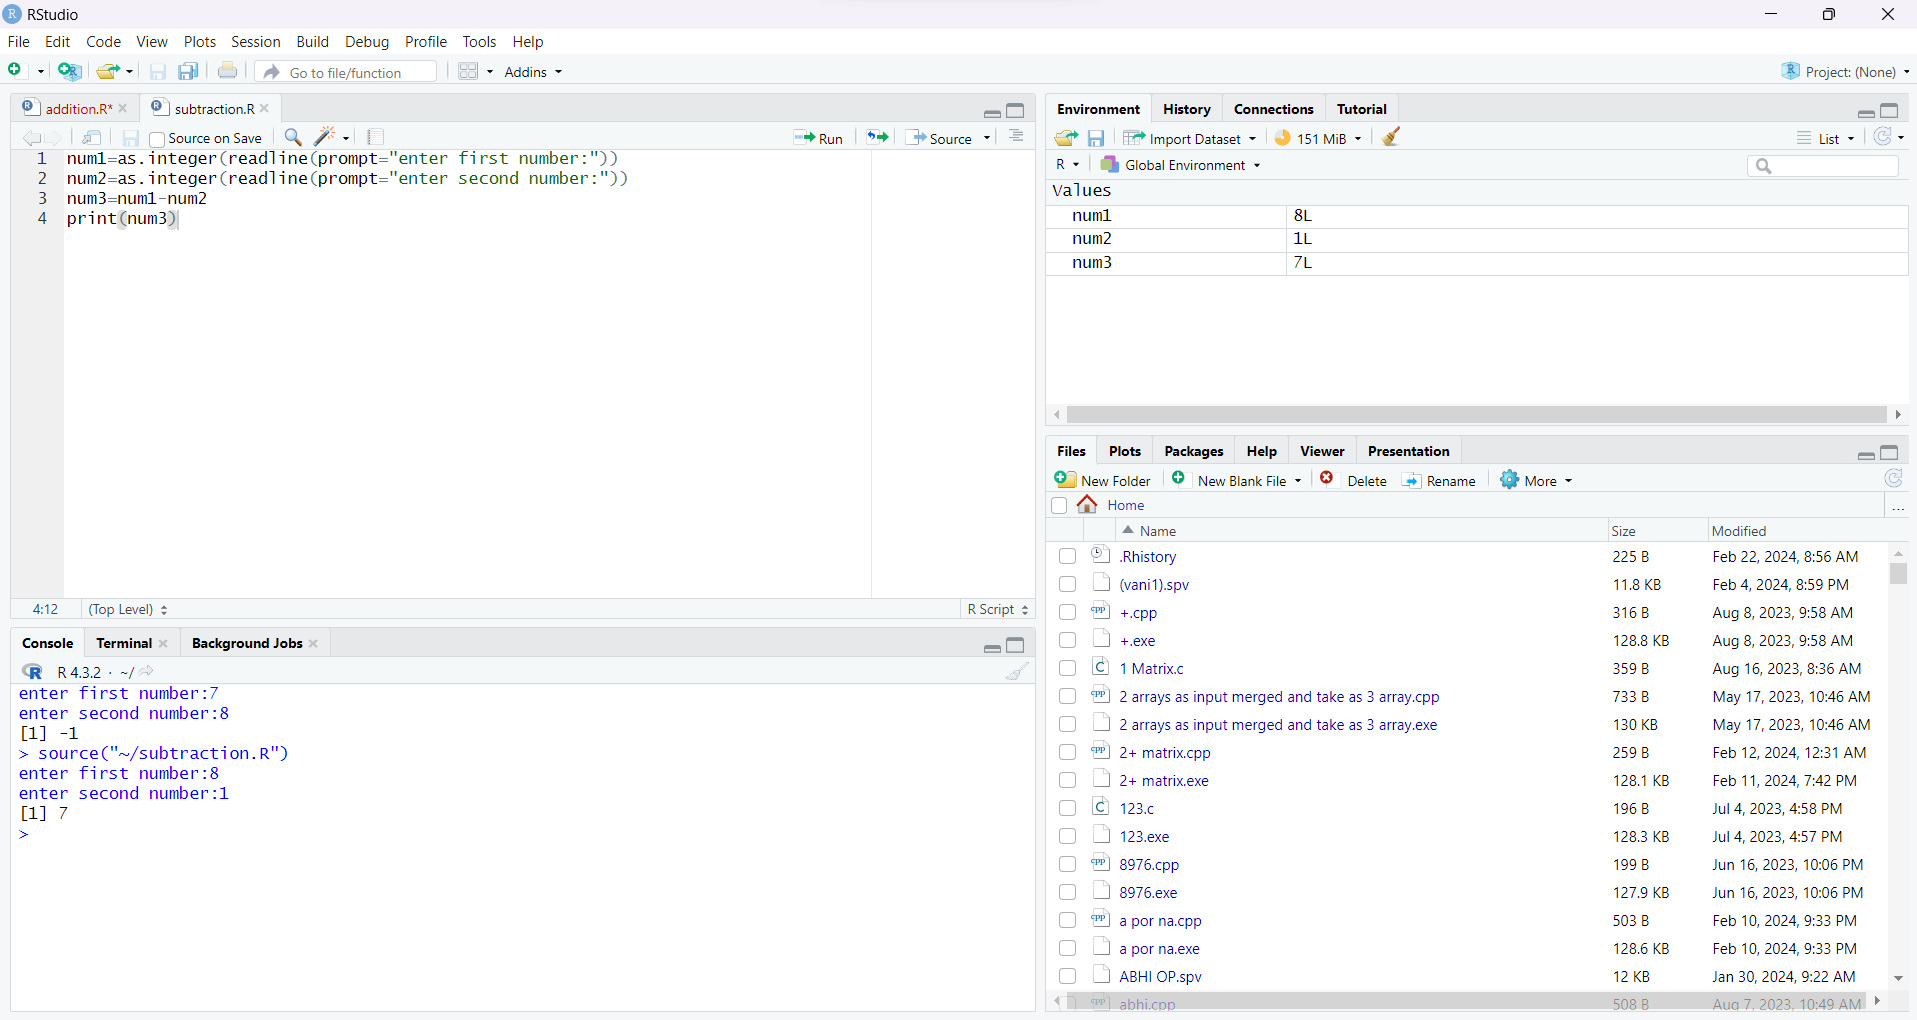 RStudio
File Edit Code View Plots Session Build Debug Profile Tools Help
Go to file/function Addins Project: (None)
addition.R* subtraction.R
Source on Save Run Source
1 num1=as.integer(readline(prompt="enter first number:"))
2 num2=as.integer(readline(prompt="enter second number:"))
3 num3=num1-num2
4 print(num3)
4:12 (Top Level) R Script
Console Terminal Background Jobs
R 4.3.2 · ~/
enter first number:7
enter second number:8
[1] -1
> source("~/subtraction.R")
enter first number:8
enter second number:1
[1] 7
>
Environment History Connections Tutorial
Import Dataset 151 MiB List
R Global Environment
Values
num1 8L
num2 1L
num3 7L
Files Plots Packages Help Viewer Presentation
New Folder New Blank File Delete Rename More
Home ...
Name Size Modified
.Rhistory 225 B Feb 22, 2024, 8:56 AM
(vani1).spv 11.8 KB Feb 4, 2024, 8:59 PM
+.cpp 316 B Aug 8, 2023, 9:58 AM
+.exe 128.8 KB Aug 8, 2023, 9:58 AM
1 Matrix.c 359 B Aug 16, 2023, 8:36 AM
2 arrays as input merged and take as 3 array.cpp 733 B May 17, 2023, 10:46 AM
2 arrays as input merged and take as 3 array.exe 130 KB May 17, 2023, 10:46 AM
2+ matrix.cpp 259 B Feb 12, 2024, 12:31 AM
2+ matrix.exe 128.1 KB Feb 11, 2024, 7:42 PM
123.c 196 B Jul 4, 2023, 4:58 PM
123.exe 128.3 KB Jul 4, 2023, 4:57 PM
8976.cpp 199 B Jun 16, 2023, 10:06 PM
8976.exe 127.9 KB Jun 16, 2023, 10:06 PM
a por na.cpp 503 B Feb 10, 2024, 9:33 PM
a por na.exe 128.6 KB Feb 10, 2024, 9:33 PM
ABHI OP.spv 12 KB Jan 30, 2024, 9:22 AM
abhi.cpp 508 B Aug 7, 2023, 10:49 AM